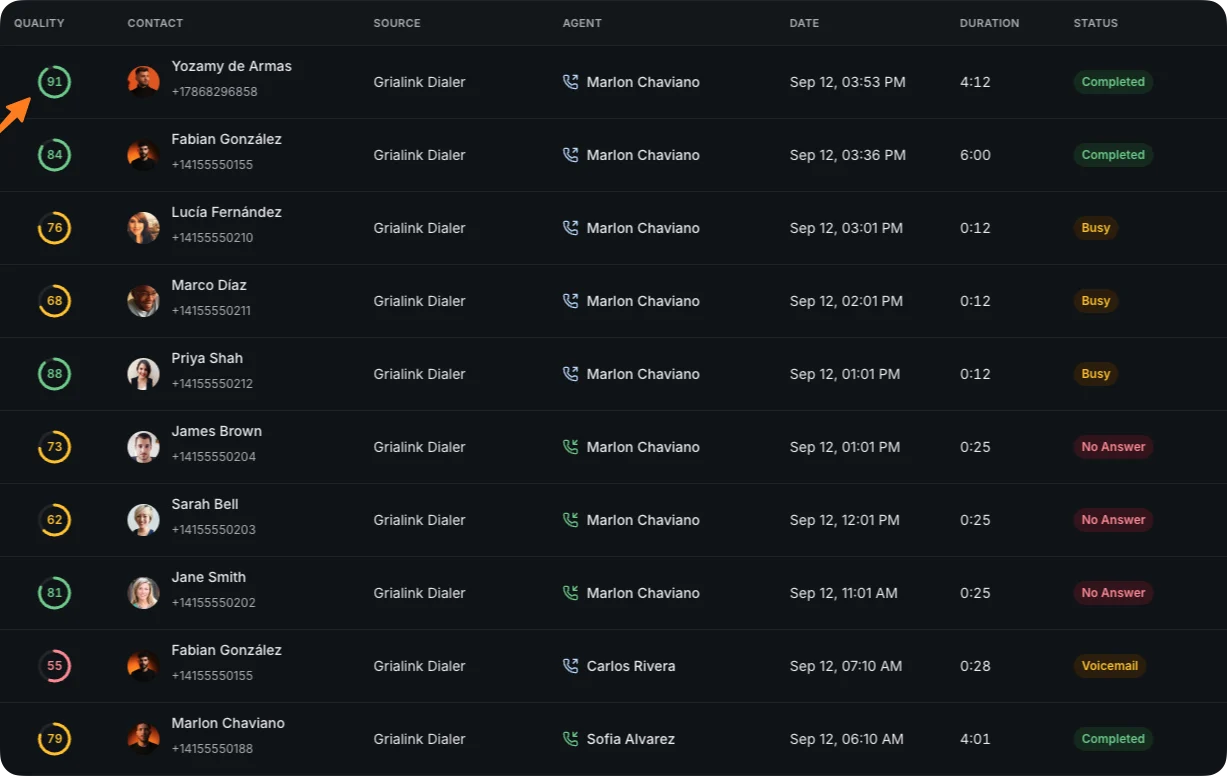 QUALITY CONTACT SOURCE AGENT DATE DURATION STATUS
91 Yozamy de Armas +17868296858 Grialink Dialer Marlon Chaviano Sep 12, 03:53 PM 4:12 Completed
84 Fabian González +14155550155 Grialink Dialer Marlon Chaviano Sep 12, 03:36 PM 6:00 Completed
76 Lucía Fernández +14155550210 Grialink Dialer Marlon Chaviano Sep 12, 03:01 PM 0:12 Busy
68 Marco Díaz +14155550211 Grialink Dialer Marlon Chaviano Sep 12, 02:01 PM 0:12 Busy
88 Priya Shah +14155550212 Grialink Dialer Marlon Chaviano Sep 12, 01:01 PM 0:12 Busy
73 James Brown +14155550204 Grialink Dialer Marlon Chaviano Sep 12, 01:01 PM 0:25 No Answer
62 Sarah Bell +14155550203 Grialink Dialer Marlon Chaviano Sep 12, 12:01 PM 0:25 No Answer
81 Jane Smith +14155550202 Grialink Dialer Marlon Chaviano Sep 12, 11:01 AM 0:25 No Answer
55 Fabian González +14155550155 Grialink Dialer Carlos Rivera Sep 12, 07:10 AM 0:28 Voicemail
79 Marlon Chaviano +14155550188 Grialink Dialer Sofia Alvarez Sep 12, 06:10 AM 4:01 Completed